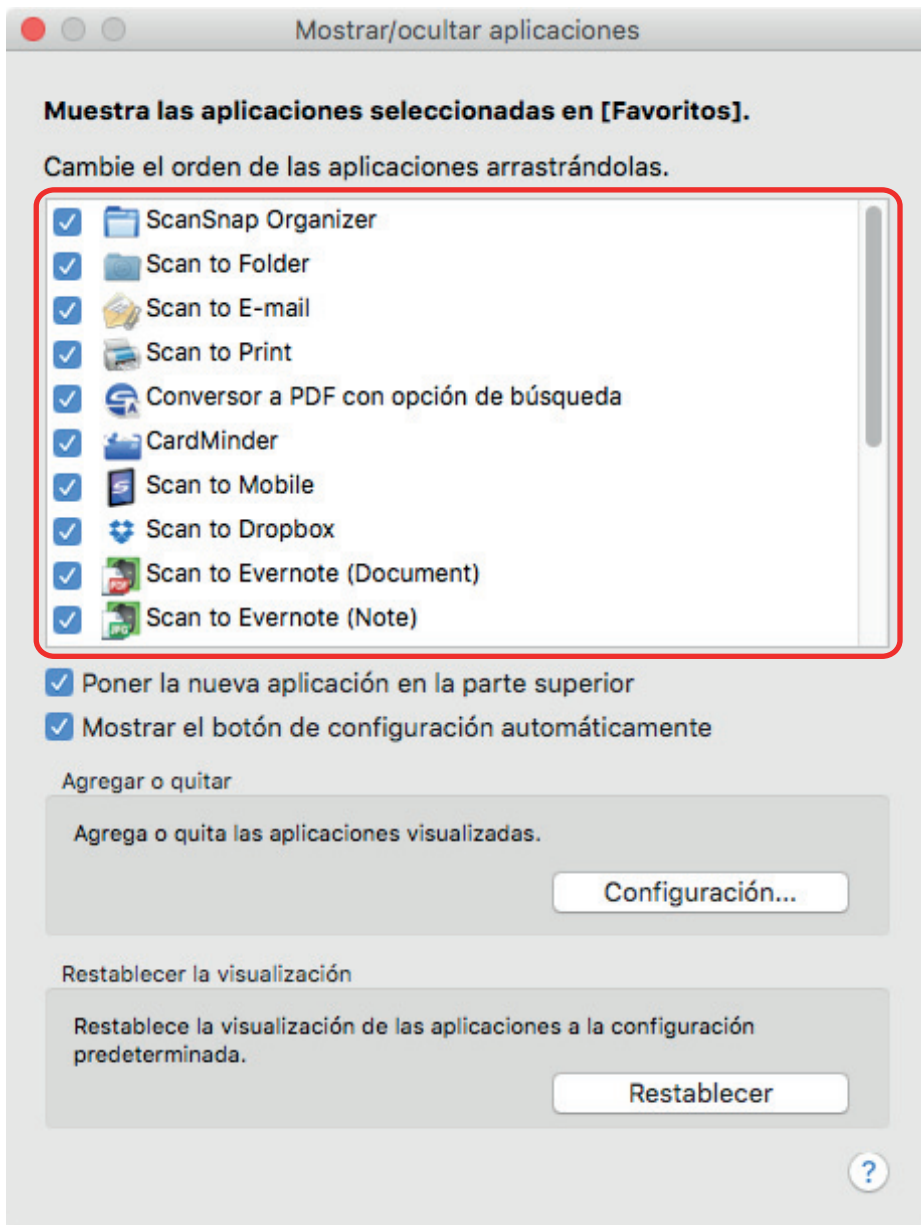 Mostrar/ocultar aplicaciones
Muestra las aplicaciones seleccionadas en [Favoritos].
Cambie el orden de las aplicaciones arrastrándolas.
ScanSnap Organizer
Scan to Folder
Scan to E-mail
Scan to Print
Conversor a PDF con opción de búsqueda
CardMinder
Scan to Mobile
Scan to Dropbox
Scan to Evernote (Document)
Scan to Evernote (Note)
Poner la nueva aplicación en la parte superior
Mostrar el botón de configuración automáticamente
Agregar o quitar
Agrega o quita las aplicaciones visualizadas.
Configuración...
Restablecer la visualización
Restablece la visualización de las aplicaciones a la configuración
predeterminada.
Restablecer
?